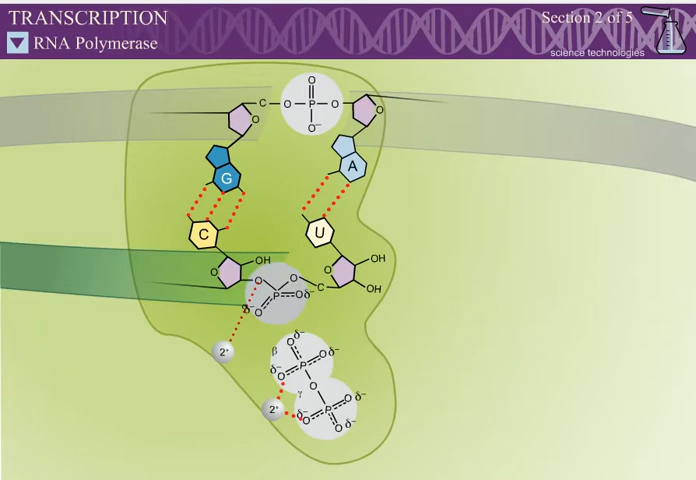 TRANSCRIPTION
Section 2 of 5
RNA Polymerase
science technologies
O
C O P O O
O
O⁻
G A
C U
O OH O OH
O O C OH
P O δ⁻
δ⁻ O
2⁺
β O δ⁻
δ⁻ O P O δ⁻
O
γ
2⁺ δ⁻ O P O δ⁻
O δ⁻